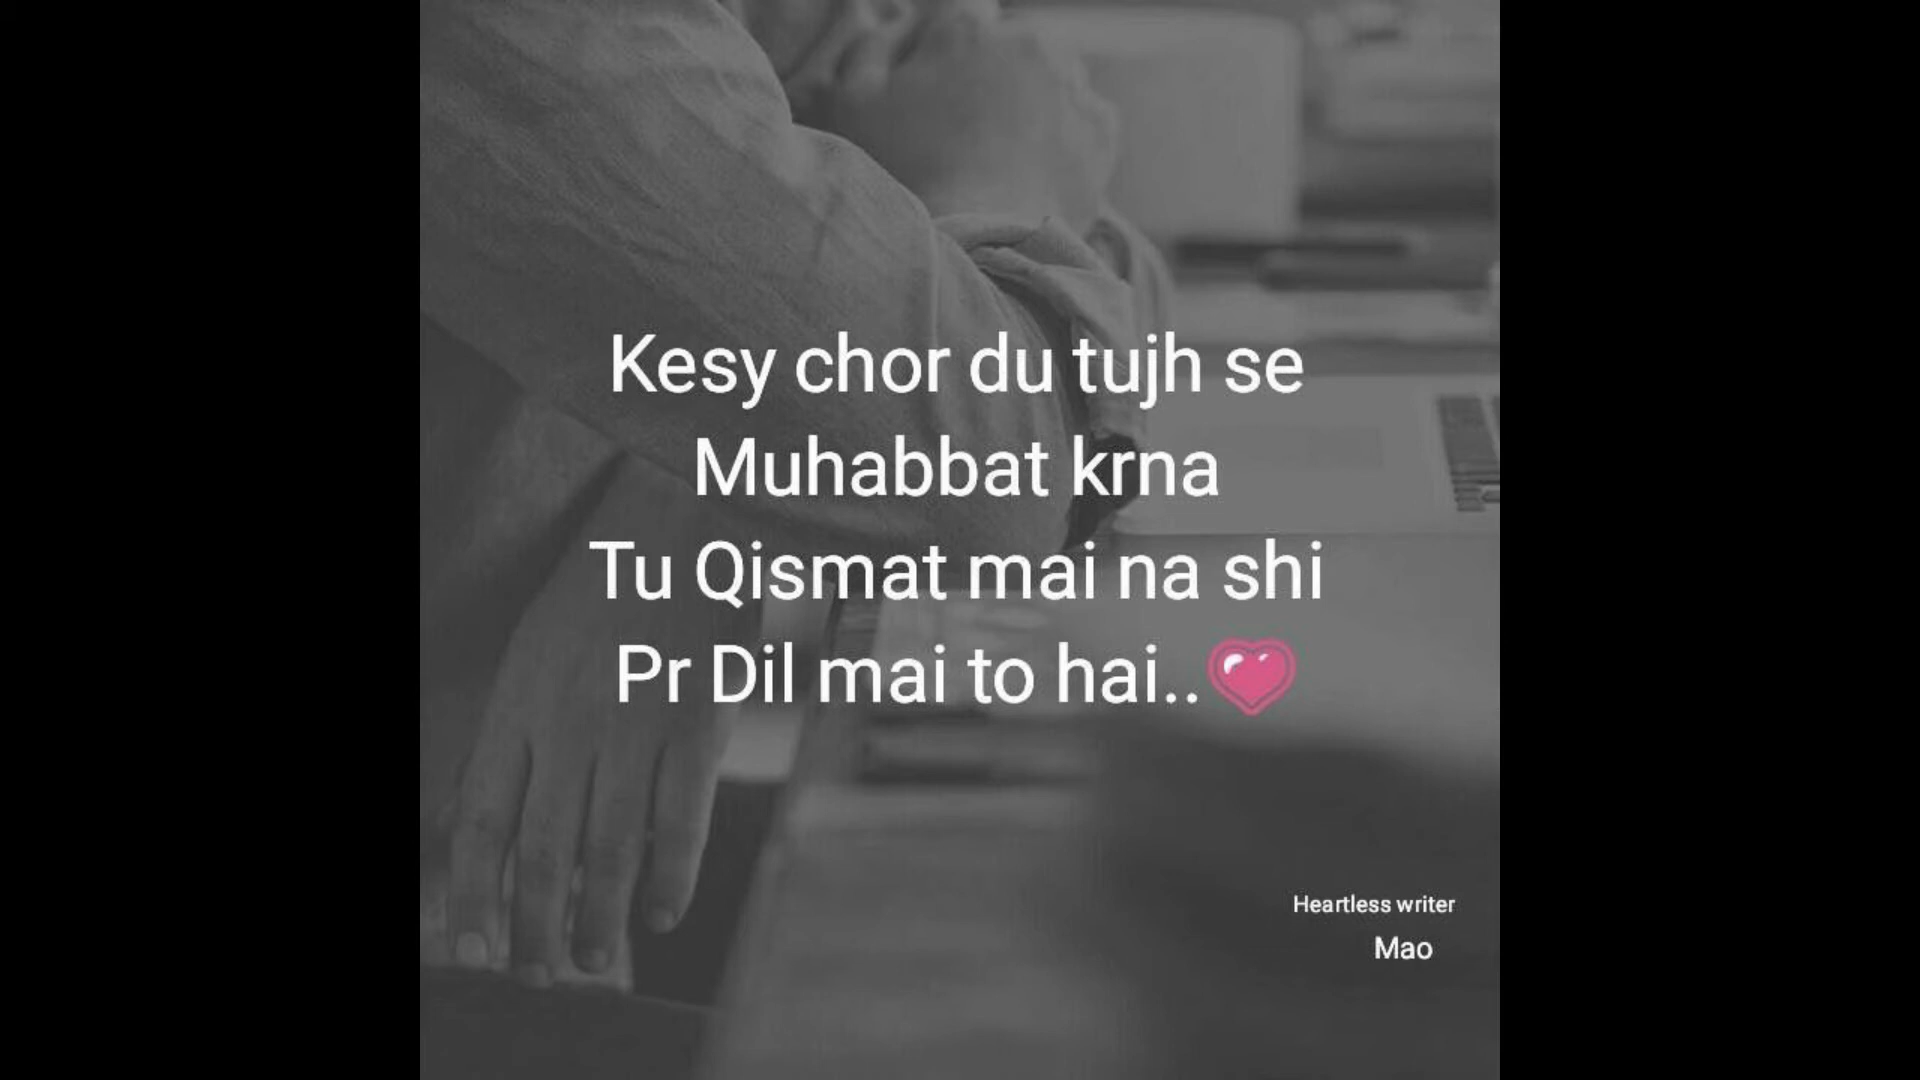 Kesy chor du tujh se
Muhabbat krna
Tu Qismat mai na shi
Pr Dil mai to hai..💗
Heartless writer
Mao